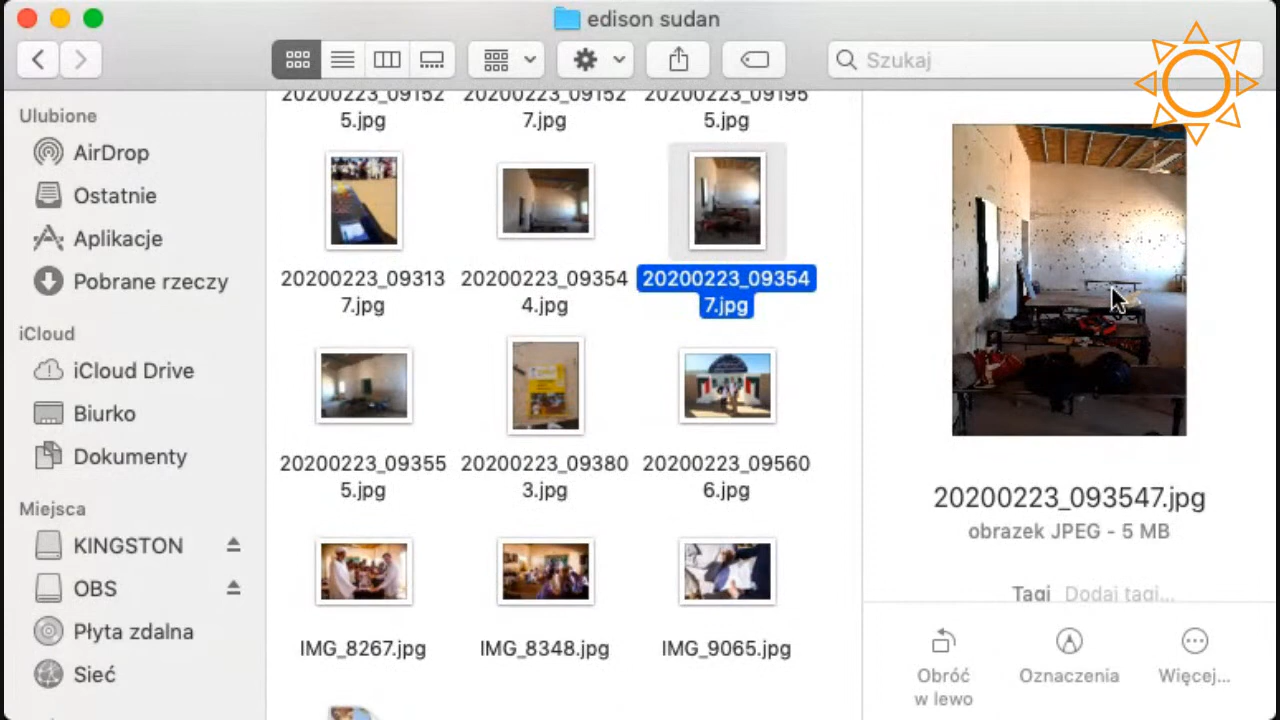 edison sudan
Szukaj
Ulubione
AirDrop
Ostatnie
Aplikacje
Pobrane rzeczy
iCloud
iCloud Drive
Biurko
Dokumenty
Miejsca
KINGSTON
OBS
Płyta zdalna
Sieć
20200223_09152
5.jpg
20200223_09152
7.jpg
20200223_09195
5.jpg
20200223_09313
7.jpg
20200223_09354
4.jpg
20200223_09354
7.jpg
20200223_09355
5.jpg
20200223_09380
3.jpg
20200223_09560
6.jpg
IMG_8267.jpg
IMG_8348.jpg
IMG_9065.jpg
20200223_093547.jpg
obrazek JPEG - 5 MB
Tagi Dodaj tagi...
Obróć
w lewo
Oznaczenia
Więcej...